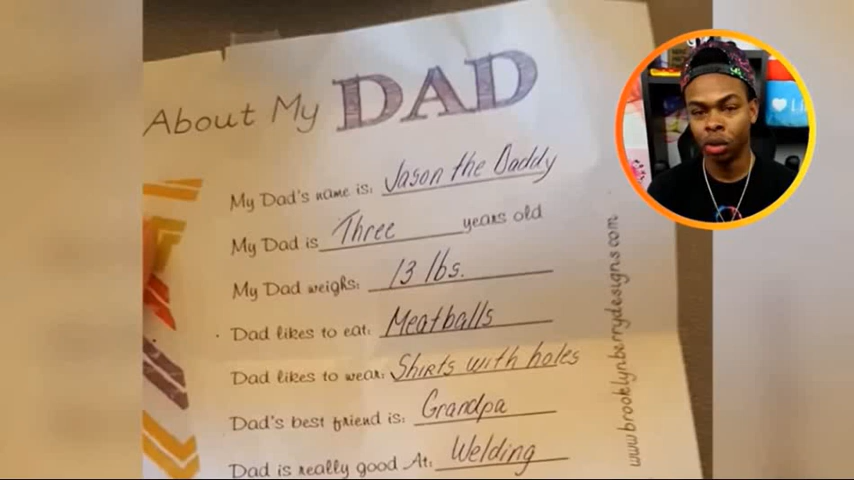 About My DAD
My Dad's name is: Jason the Daddy
My Dad is Three years old
My Dad weighs: 13 lbs.
Dad likes to eat: Meatballs
Dad likes to wear: Shirts with holes
Dad's best friend is: Grandpa
Dad is really good At: Welding
www.brooklynberrydesigns.com